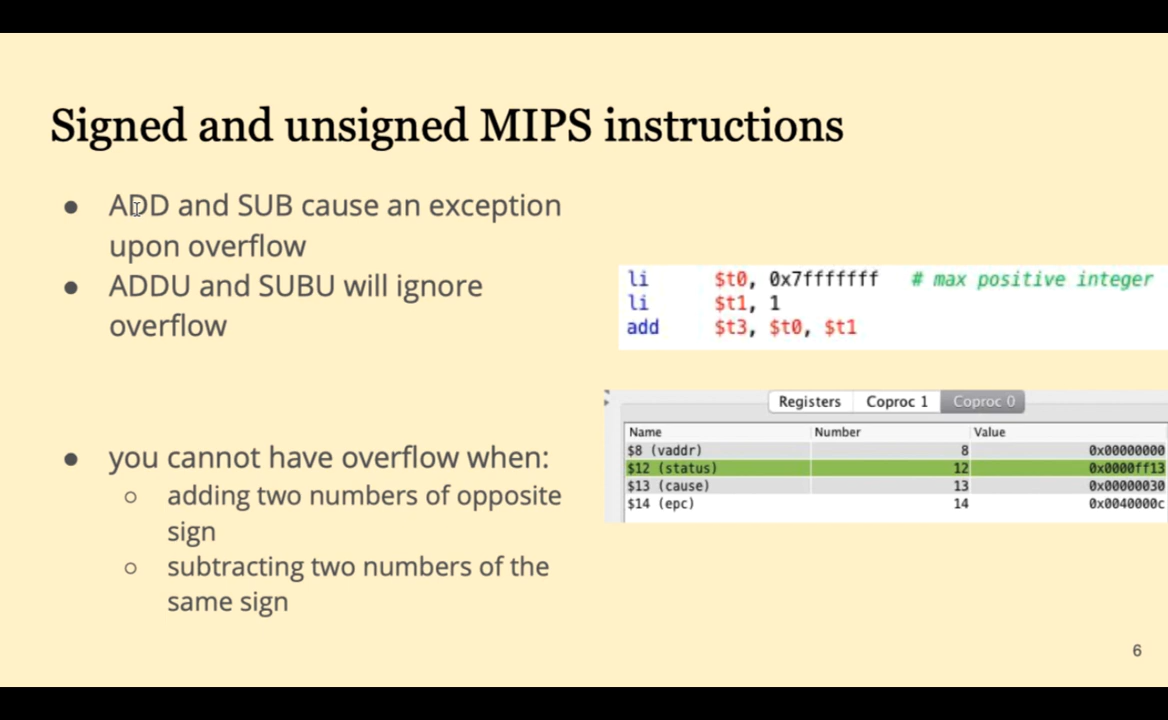 Signed and unsigned MIPS instructions
● ADD and SUB cause an exception
upon overflow
● ADDU and SUBU will ignore
overflow
● you cannot have overflow when:
○ adding two numbers of opposite
sign
○ subtracting two numbers of the
same sign
li $t0, 0x7fffffff # max positive integer
li $t1, 1
add $t3, $t0, $t1
Registers Coproc 1 Coproc 0
Name Number Value
$8 (vaddr) 8 0x00000000
$12 (status) 12 0x0000ff13
$13 (cause) 13 0x00000030
$14 (epc) 14 0x0040000c
6